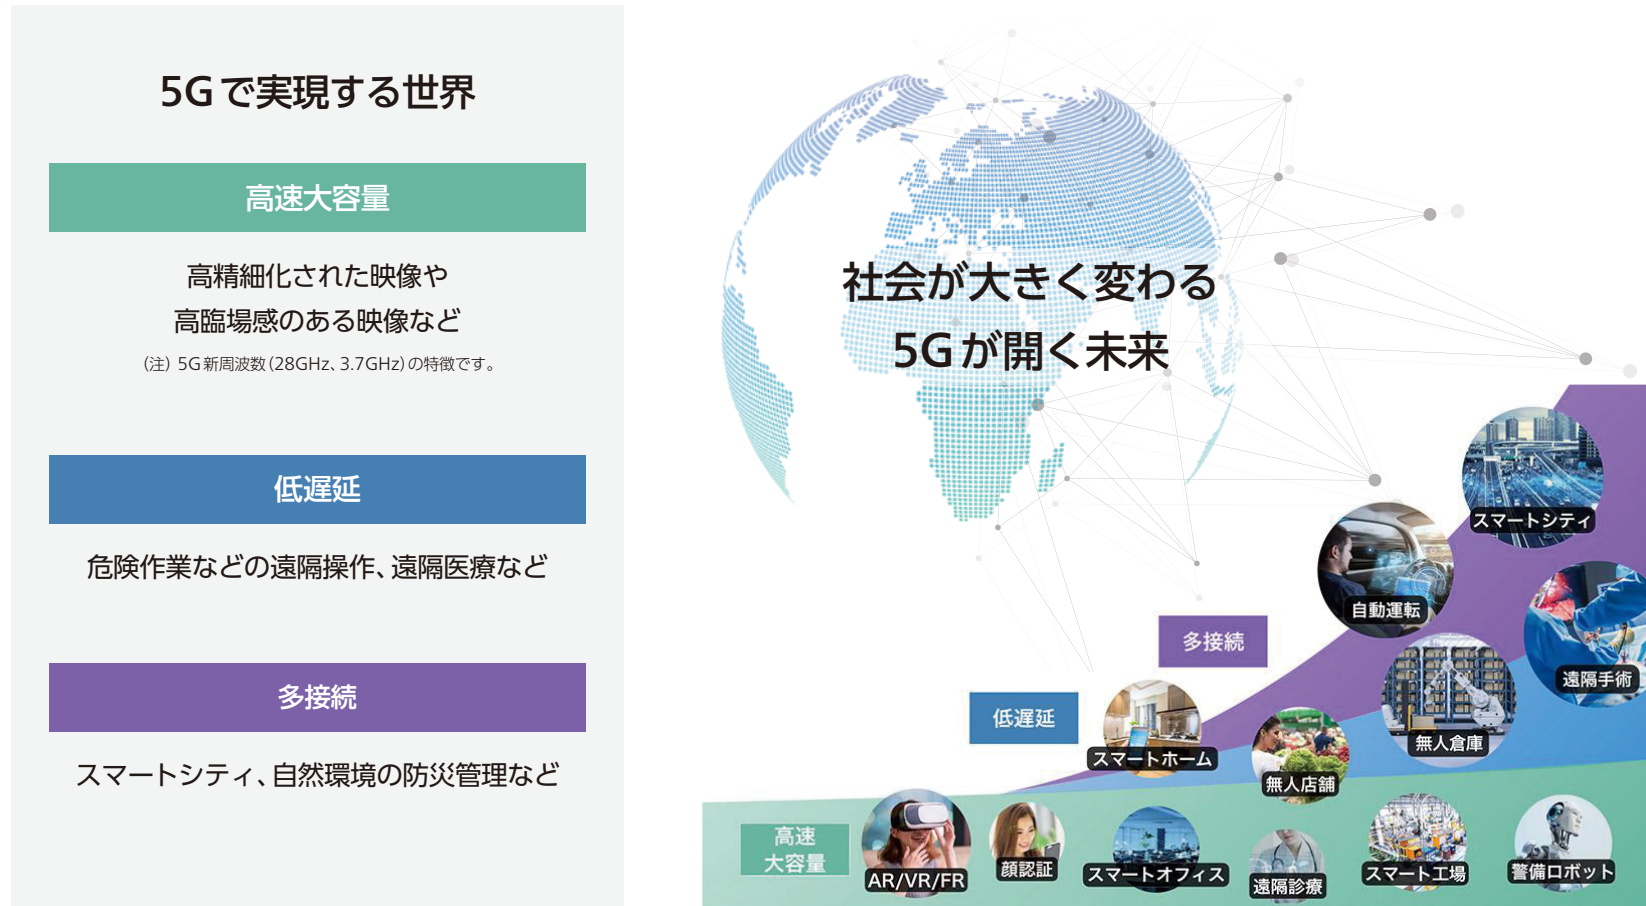 5Gで実現する世界
高速大容量
高精細化された映像や
高臨場感のある映像など
(注) 5G新周波数(28GHz、3.7GHz)の特徴です。
低遅延
危険作業などの遠隔操作、遠隔医療など
多接続
スマートシティ、自然環境の防災管理など
社会が大きく変わる
5Gが開く未来
スマートシティ
自動運転
多接続
遠隔手術
低遅延
無人倉庫
スマートホーム
無人店舗
高速
大容量
AR/VR/FR
顔認証
スマートオフィス
遠隔診療
スマート工場
警備ロボット